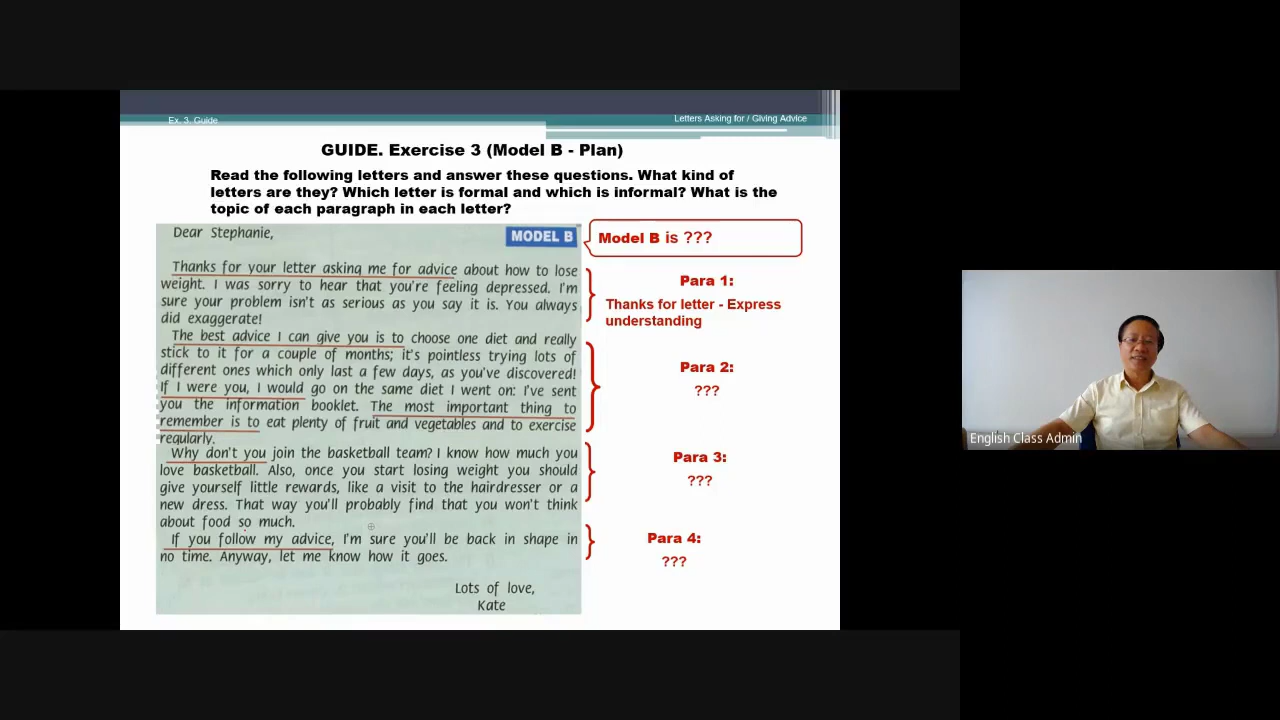 Ex. 3. Guide
Letters Asking for / Giving Advice
GUIDE. Exercise 3 (Model B - Plan)
Read the following letters and answer these questions. What kind of
letters are they? Which letter is formal and which is informal? What is the
topic of each paragraph in each letter?
Dear Stephanie,
MODEL B
Thanks for your letter asking me for advice about how to lose
weight. I was sorry to hear that you're feeling depressed. I'm
sure your problem isn't as serious as you say it is. You always
did exaggerate!
The best advice I can give you is to choose one diet and really
stick to it for a couple of months; it's pointless trying lots of
different ones which only last a few days, as you've discovered!
If I were you, I would go on the same diet I went on: I've sent
you the information booklet. The most important thing to
remember is to eat plenty of fruit and vegetables and to exercise
regularly.
Why don't you join the basketball team? I know how much you
love basketball. Also, once you start losing weight you should
give yourself little rewards, like a visit to the hairdresser or a
new dress. That way you'll probably find that you won't think
about food so much.
If you follow my advice, I'm sure you'll be back in shape in
no time. Anyway, let me know how it goes.
Lots of love,
Kate
Model B is ???
Para 1:
Thanks for letter - Express
understanding
Para 2:
???
Para 3:
???
Para 4:
???
English Class Admin